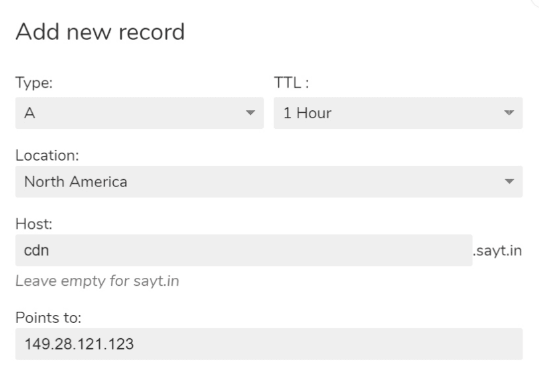 Add new record
Type: TTL :
A 1 Hour
Location:
North America
Host:
cdn .sayt.in
Leave empty for sayt.in
Points to:
149.28.121.123